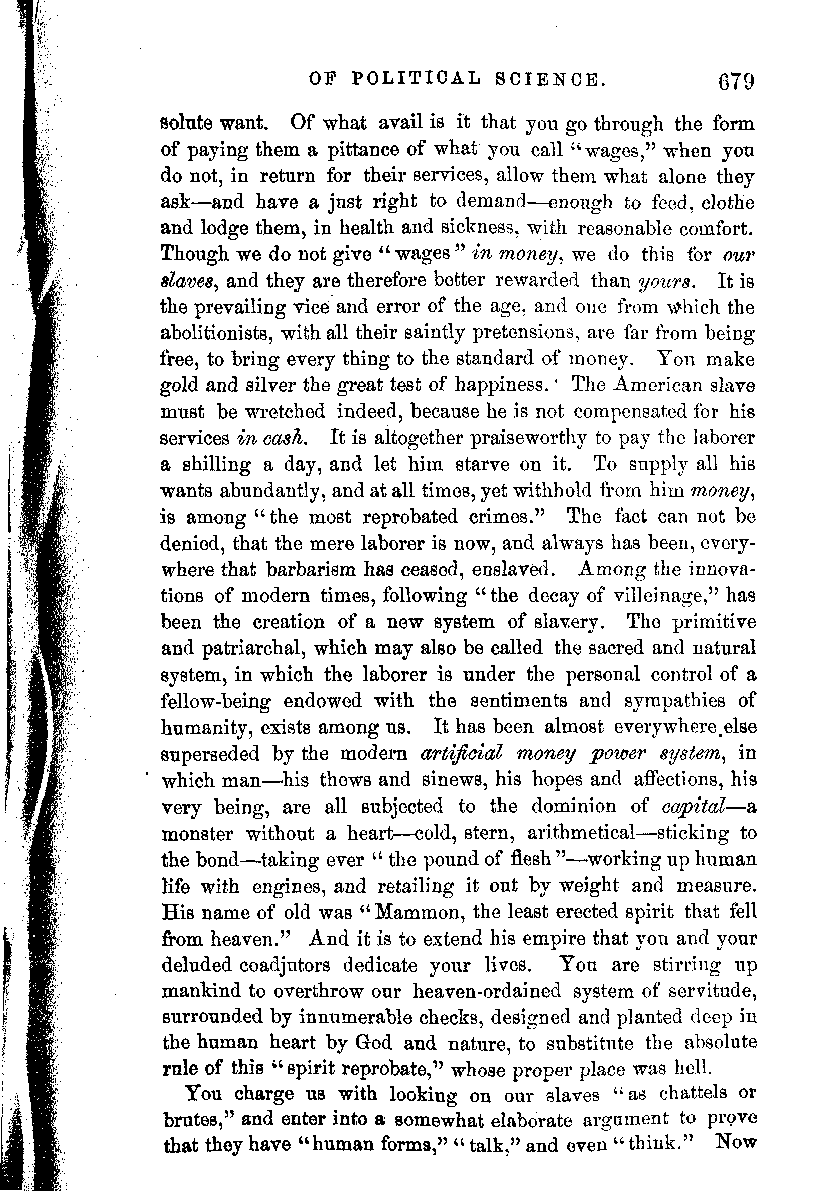 OF POLITICAL SCIENCE. 679
solute want. Of what avail is it that you go through the form
of paying them a pittance of what you call "wages," when you
do not, in return for their services, allow them what alone they
ask—and have a just right to demand—enough to feed, clothe
and lodge them, in health and sickness, with reasonable comfort.
Though we do not give "wages" in money, we do this for our
slaves, and they are therefore better rewarded than yours. It is
the prevailing vice and error of the age, and one from which the
abolitionists, with all their saintly pretensions, are far from being
free, to bring every thing to the standard of money. You make
gold and silver the great test of happiness. The American slave
must be wretched indeed, because he is not compensated for his
services in cash. It is altogether praiseworthy to pay the laborer
a shilling a day, and let him starve on it. To supply all his
wants abundantly, and at all times, yet withhold from him money,
is among "the most reprobated crimes." The fact can not be
denied, that the mere laborer is now, and always has been, every-
where that barbarism has ceased, enslaved. Among the innova-
tions of modern times, following "the decay of villeinage," has
been the creation of a new system of slavery. The primitive
and patriarchal, which may also be called the sacred and natural
system, in which the laborer is under the personal control of a
fellow-being endowed with the sentiments and sympathies of
humanity, exists among us. It has been almost everywhere else
superseded by the modern artificial money power system, in
which man—his thews and sinews, his hopes and affections, his
very being, are all subjected to the dominion of capital—a
monster without a heart—cold, stern, arithmetical—sticking to
the bond—taking ever "the pound of flesh"—working up human
life with engines, and retailing it out by weight and measure.
His name of old was "Mammon, the least erected spirit that fell
from heaven." And it is to extend his empire that you and your
deluded coadjutors dedicate your lives. You are stirring up
mankind to overthrow our heaven-ordained system of servitude,
surrounded by innumerable checks, designed and planted deep in
the human heart by God and nature, to substitute the absolute
rule of this "spirit reprobate," whose proper place was hell.
You charge us with looking on our slaves "as chattels or
brutes," and enter into a somewhat elaborate argument to prove
that they have "human forms," "talk," and even "think." Now